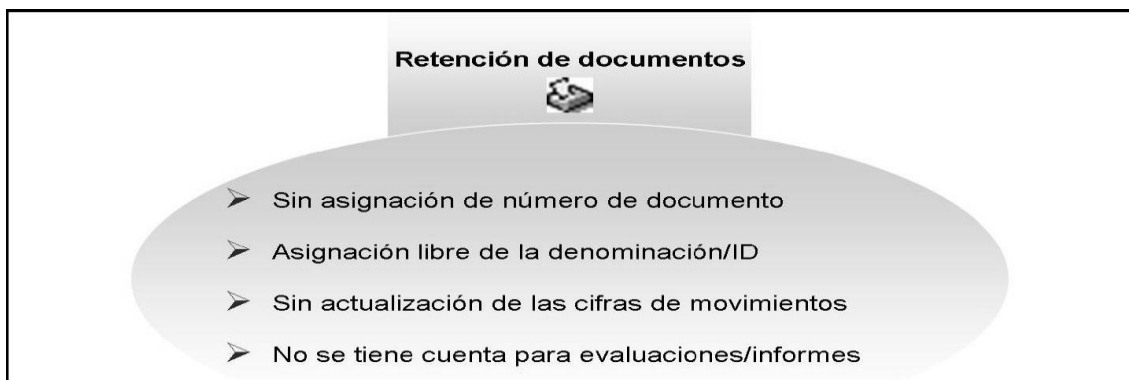 Retención de documentos
➢ Sin asignación de número de documento
➢ Asignación libre de la denominación/ID
➢ Sin actualización de las cifras de movimientos
➢ No se tiene cuenta para evaluaciones/informes